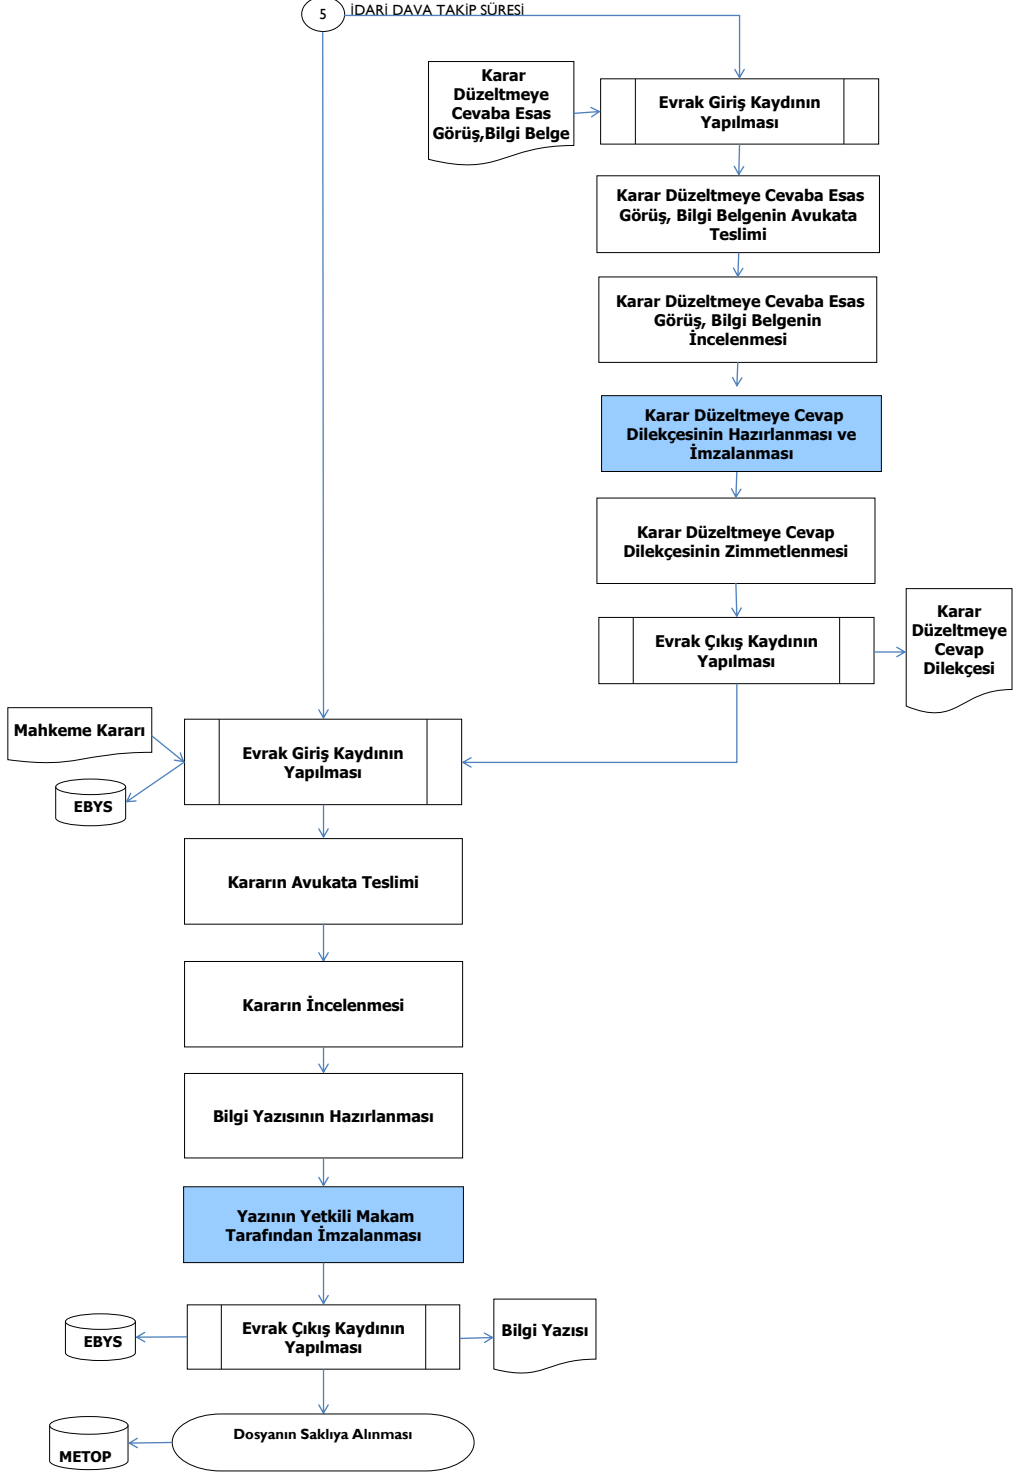 5
İDARİ DAVA TAKİP SÜRESİ
Karar
Düzeltmeye
Cevaba Esas
Görüş,Bilgi Belge
Evrak Giriş Kaydının
Yapılması
Karar Düzeltmeye Cevaba Esas
Görüş, Bilgi Belgenin Avukata
Teslimi
Karar Düzeltmeye Cevaba Esas
Görüş, Bilgi Belgenin
İncelenmesi
Karar Düzeltmeye Cevap
Dilekçesinin Hazırlanması ve
İmzalanması
Karar Düzeltmeye Cevap
Dilekçesinin Zimmetlenmesi
Evrak Çıkış Kaydının
Yapılması
Karar
Düzeltmeye
Cevap
Dilekçesi
Mahkeme Kararı
EBYS
Evrak Giriş Kaydının
Yapılması
Kararın Avukata Teslimi
Kararın İncelenmesi
Bilgi Yazısının Hazırlanması
Yazının Yetkili Makam
Tarafından İmzalanması
EBYS
Evrak Çıkış Kaydının
Yapılması
Bilgi Yazısı
Dosyanın Saklıya Alınması
METOP